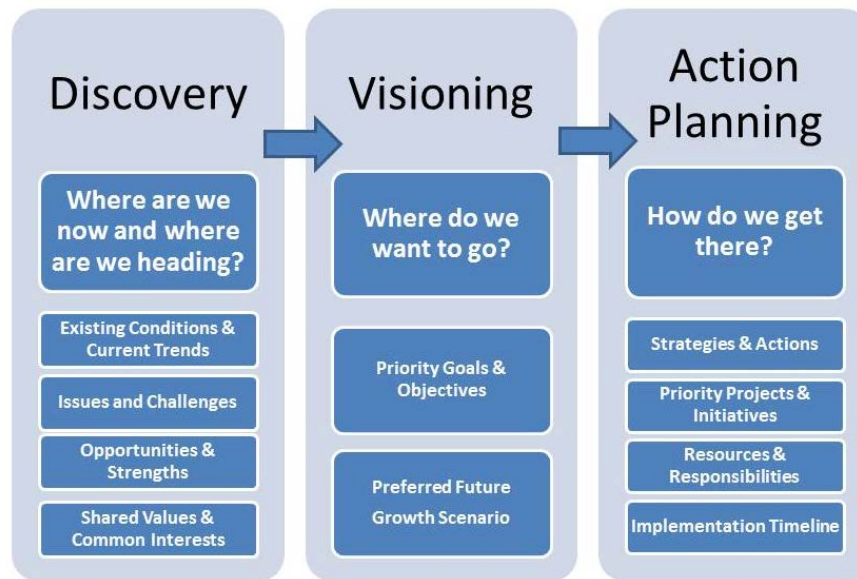 Discovery
Where are we
now and where
are we heading?
Existing Conditions &
Current Trends
Issues and Challenges
Opportunities &
Strengths
Shared Values &
Common Interests
Visioning
Where do we
want to go?
Priority Goals &
Objectives
Preferred Future
Growth Scenario
Action
Planning
How do we get
there?
Strategies & Actions
Priority Projects &
Initiatives
Resources &
Responsibilities
Implementation Timeline